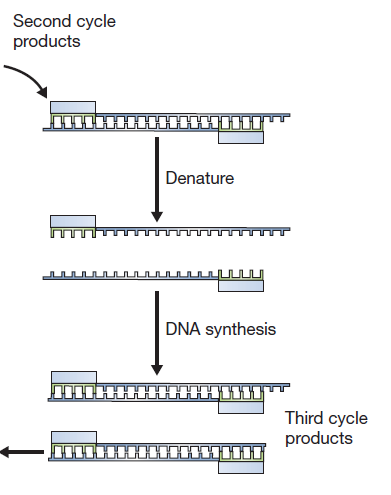 Second cycle
products
Denature
DNA synthesis
Third cycle
products